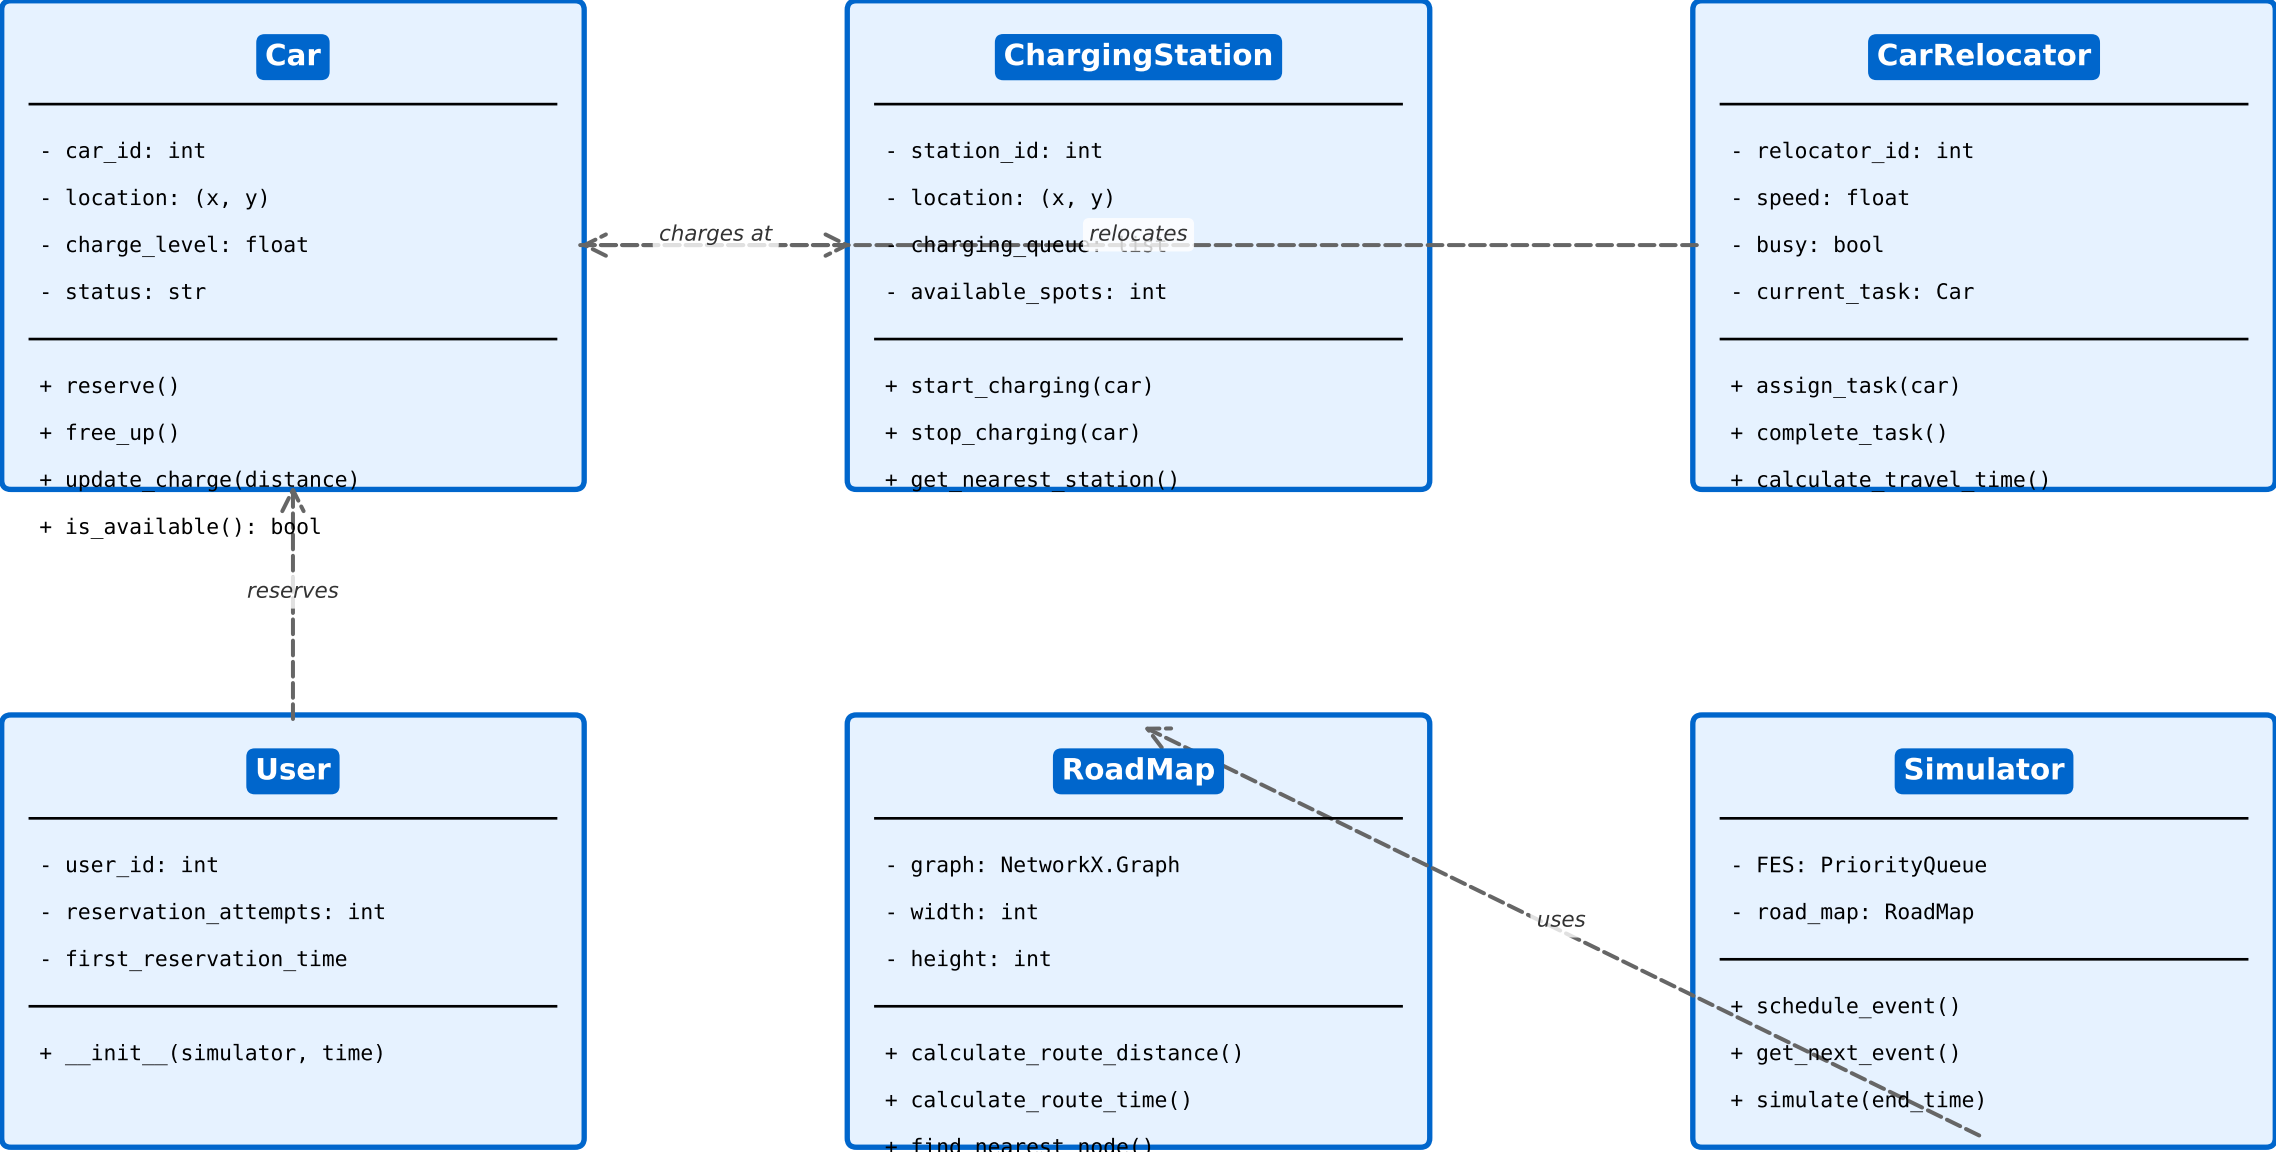 Car
- car_id: int
- location: (x, y)
- charge_level: float
- status: str
+ reserve()
+ free_up()
+ update_charge(distance)
+ is_available(): bool
charges at
ChargingStation
- station_id: int
- location: (x, y)
- charging_queue: list
- available_spots: int
+ start_charging(car)
+ stop_charging(car)
+ get_nearest_station()
relocates
CarRelocator
- relocator_id: int
- speed: float
- busy: bool
- current_task: Car
+ assign_task(car)
+ complete_task()
+ calculate_travel_time()
reserves
User
- user_id: int
- reservation_attempts: int
- first_reservation_time
+ __init__(simulator, time)
RoadMap
- graph: NetworkX.Graph
- width: int
- height: int
+ calculate_route_distance()
+ calculate_route_time()
+ find_nearest_node()
uses
Simulator
- FES: PriorityQueue
- road_map: RoadMap
+ schedule_event()
+ get_next_event()
+ simulate(end_time)